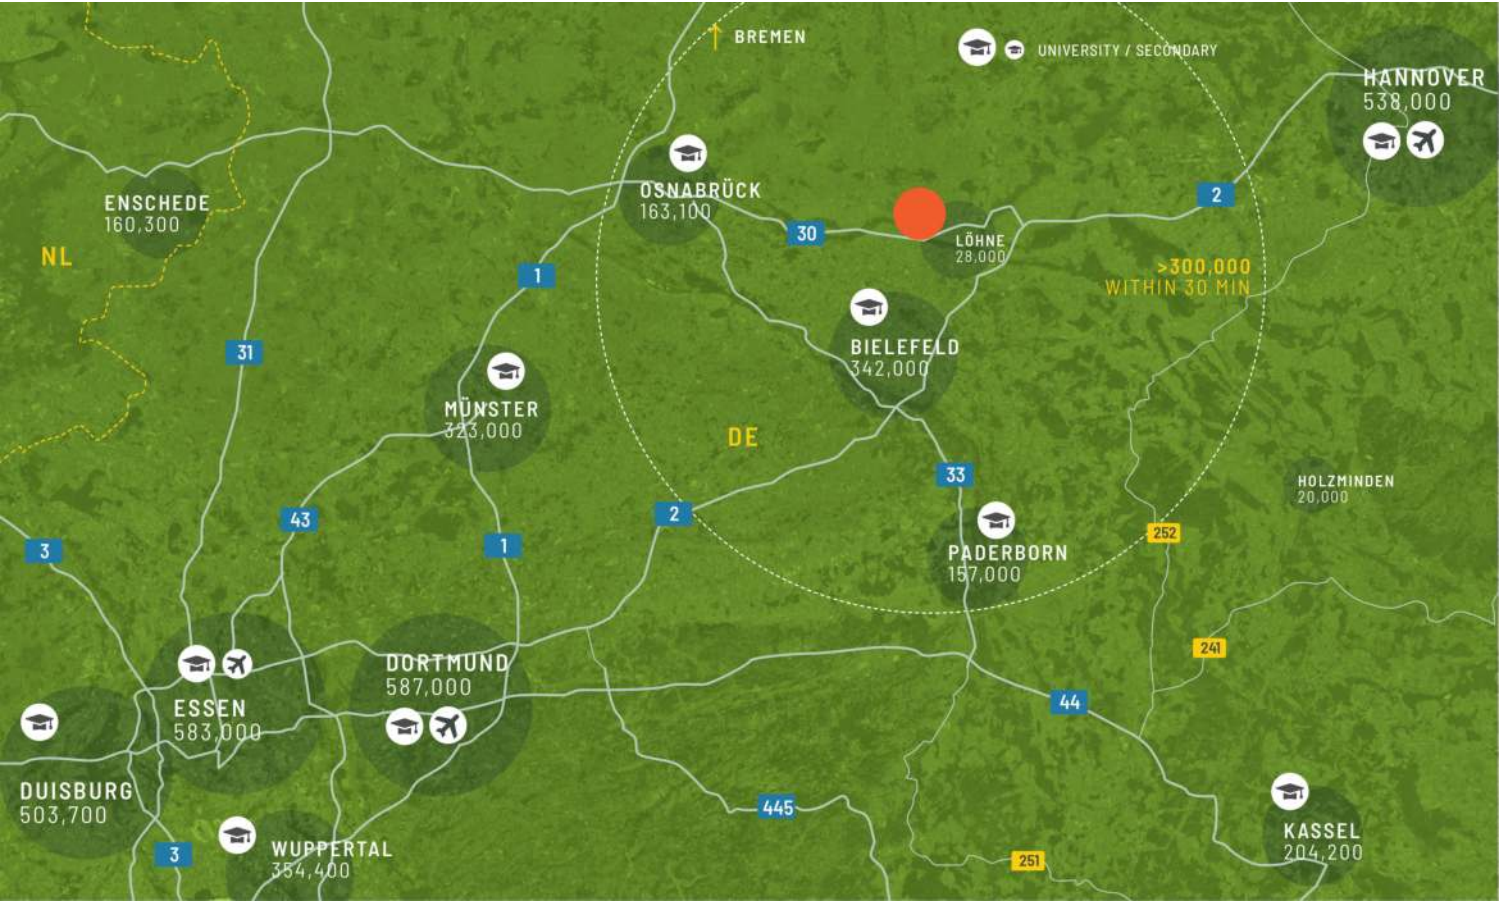 BREMEN
UNIVERSITY / SECONDARY
HANNOVER
538,000
OSNABRÜCK
163,100
ENSCHEDE
160,300
2
30
LÖHNE
28,000
NL
1
>300,000
WITHIN 30 MIN
31
BIELEFELD
342,000
MÜNSTER
323,000
DE
33
HOLZMINDEN
20,000
43
2
3
1
252
PADERBORN
157,000
241
DORTMUND
587,000
ESSEN
583,000
44
DUISBURG
503,700
445
KASSEL
204,200
WUPPERTAL
354,400
3
251